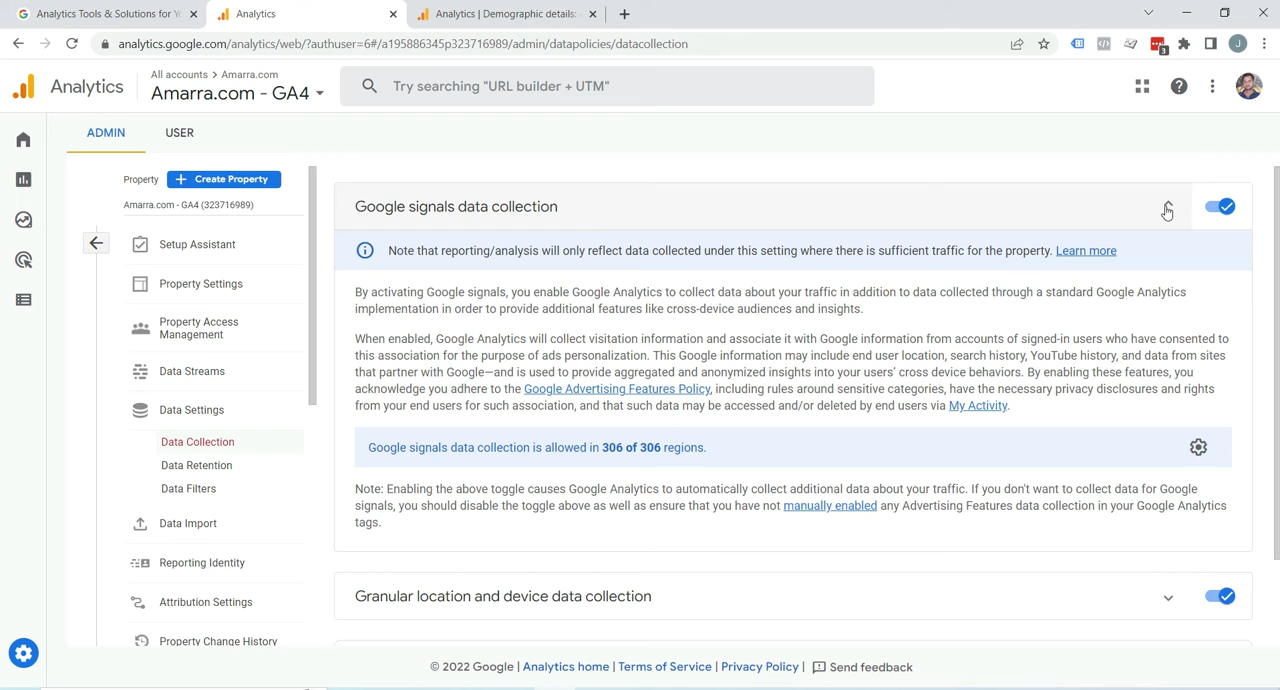 Analytics Tools & Solutions for Y
Analytics
Analytics | Demographic details:
analytics.google.com/analytics/web/?authuser=6#/a195886345p323716989/admin/datapolicies/datacollection
3
J
Analytics
All accounts > Amarra.com
Amarra.com - GA4
Try searching "URL builder + UTM"
ADMIN
USER
Property
Create Property
Amarra.com - GA4 (323716989)
Setup Assistant
Property Settings
Property Access
Management
Data Streams
Data Settings
Data Collection
Data Retention
Data Filters
Data Import
Reporting Identity
Attribution Settings
Property Change History
Google signals data collection
Note that reporting/analysis will only reflect data collected under this setting where there is sufficient traffic for the property. Learn more
By activating Google signals, you enable Google Analytics to collect data about your traffic in addition to data collected through a standard Google Analytics
implementation in order to provide additional features like cross-device audiences and insights.
When enabled, Google Analytics will collect visitation information and associate it with Google information from accounts of signed-in users who have consented to
this association for the purpose of ads personalization. This Google information may include end user location, search history, YouTube history, and data from sites
that partner with Google—and is used to provide aggregated and anonymized insights into your users' cross device behaviors. By enabling these features, you
acknowledge you adhere to the Google Advertising Features Policy, including rules around sensitive categories, have the necessary privacy disclosures and rights
from your end users for such association, and that such data may be accessed and/or deleted by end users via My Activity.
Google signals data collection is allowed in 306 of 306 regions.
Note: Enabling the above toggle causes Google Analytics to automatically collect additional data about your traffic. If you don't want to collect data for Google
signals, you should disable the toggle above as well as ensure that you have not manually enabled any Advertising Features data collection in your Google Analytics
tags.
Granular location and device data collection
© 2022 Google | Analytics home | Terms of Service | Privacy Policy | Send feedback